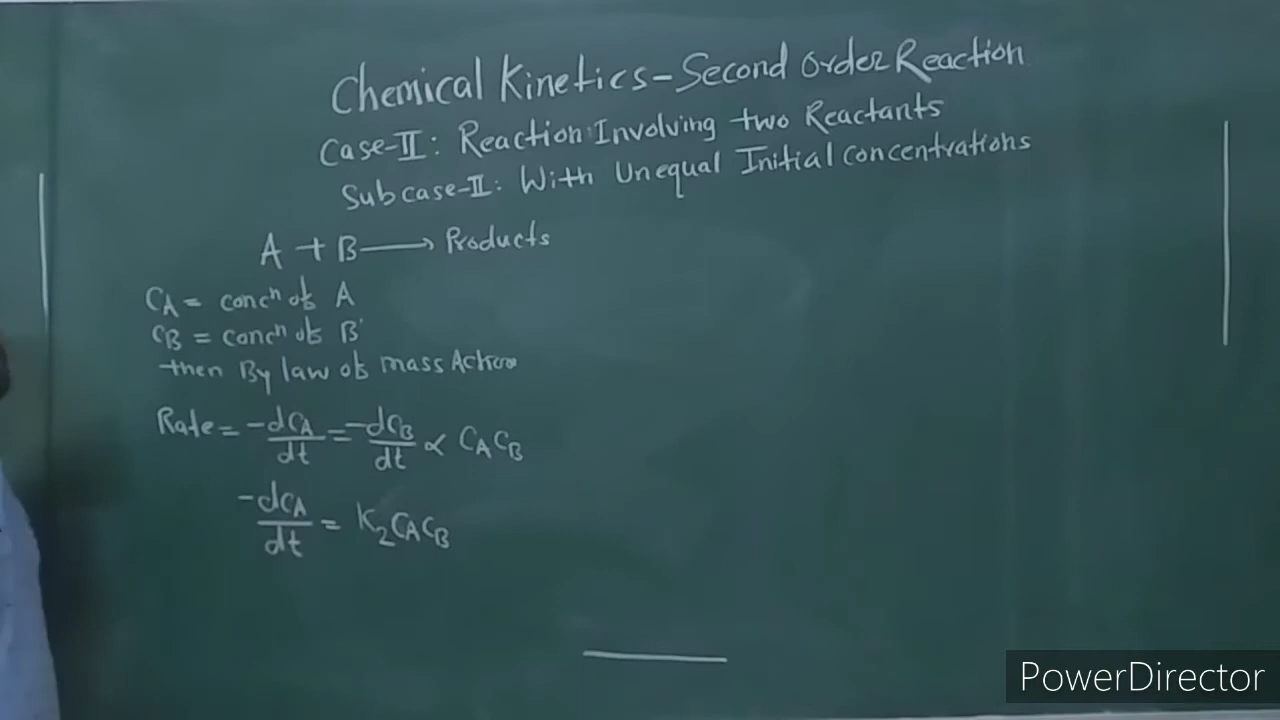 Chemical Kinetics-Second Order Reaction
Case-II: Reaction Involving two Reactants
Subcase-II: With Unequal Initial Concentrations
A + B ⟶ Products
CA = concn of A
CB = concn of B
then By law of mass Action
Rate = -dCA/dt = -dCB/dt ∝ CACB
-dCA/dt = K2CACB
PowerDirector